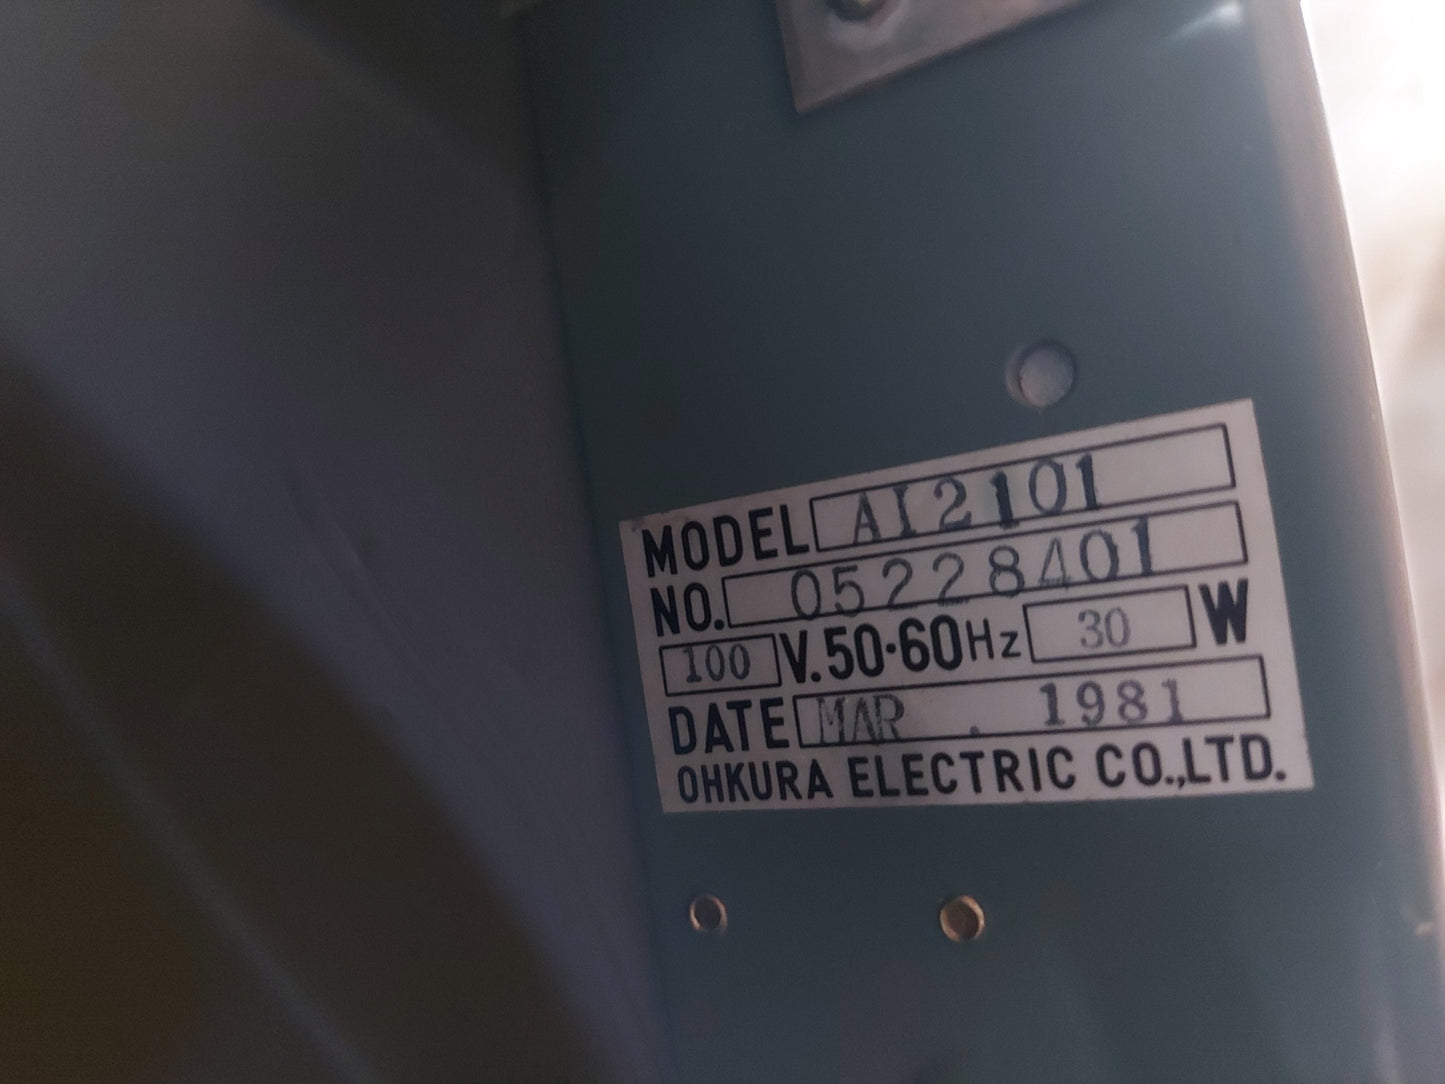 MODEL AI2101
NO. 05228401
100 V. 50·60Hz 30 W
DATE MAR . 1981
OHKURA ELECTRIC CO.,LTD.